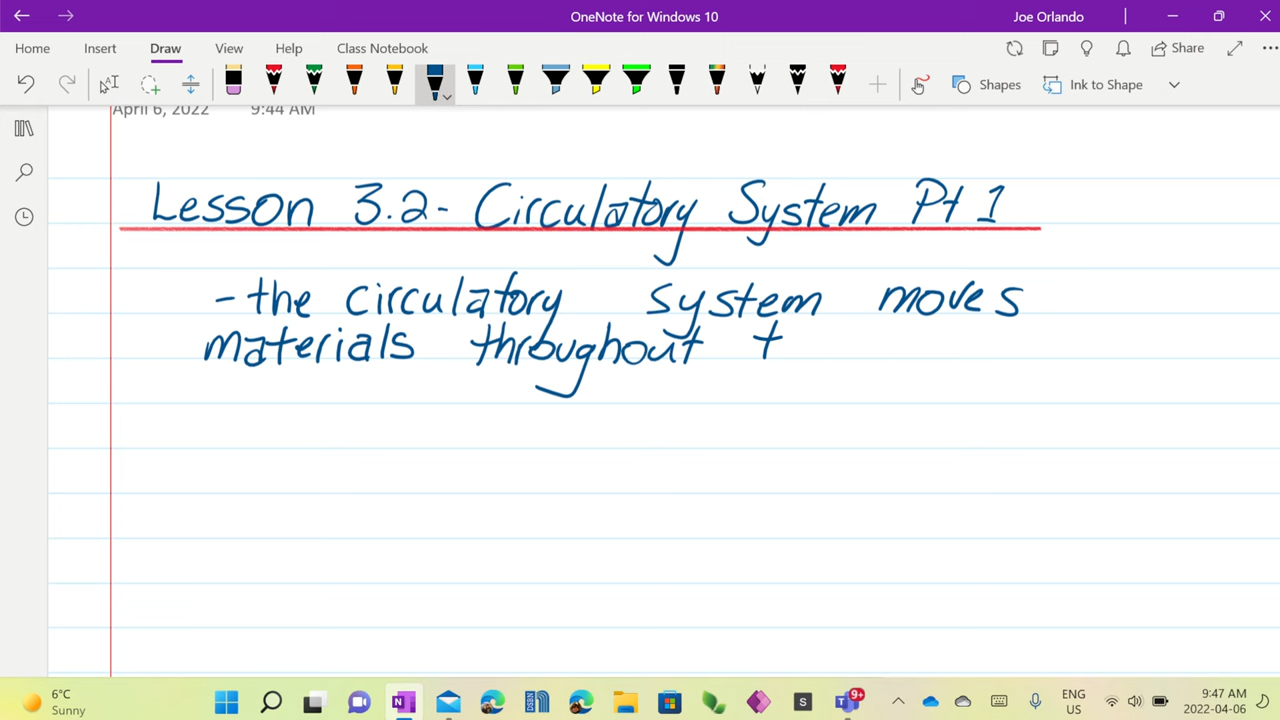 OneNote for Windows 10
Joe Orlando
Home Insert Draw View Help Class Notebook
Share
Shapes
Ink to Shape
April 6, 2022 9:44 AM
Lesson 3.2- Circulatory System Pt 1
- the circulatory system moves
materials throughout t
6°C
Sunny
DSBN
N
S
9+
ENG
US
9:47 AM
2022-04-06